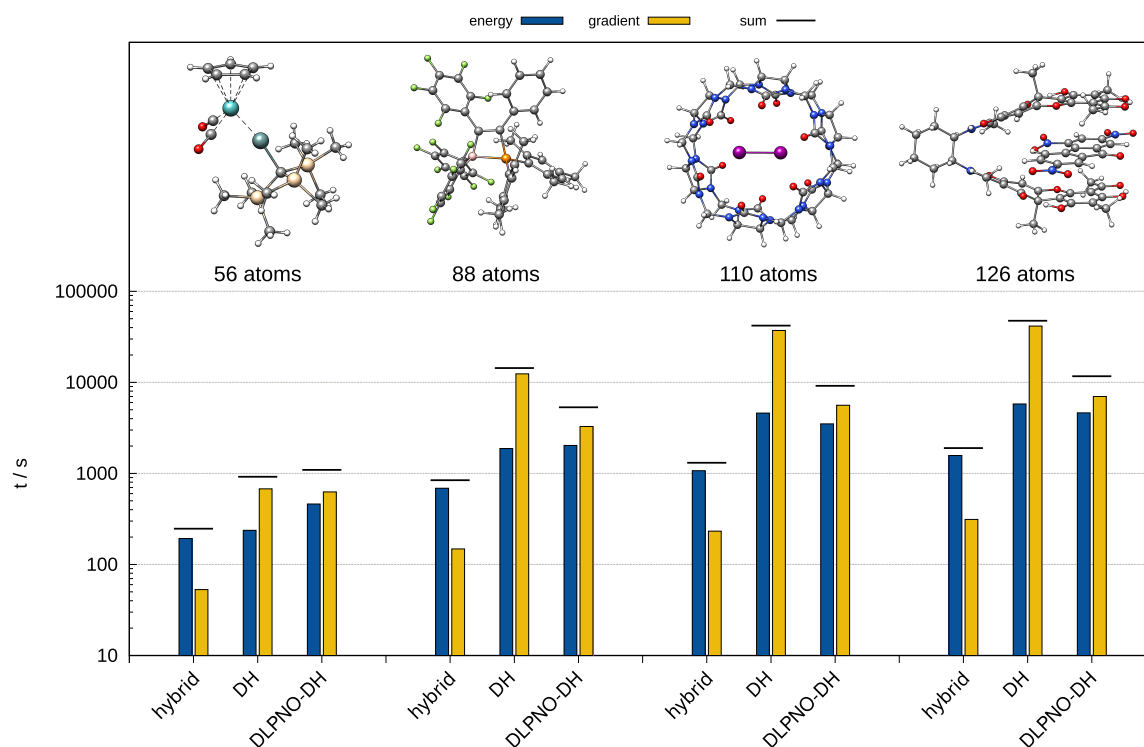 energy gradient sum
56 atoms 88 atoms 110 atoms 126 atoms
100000
10000
1000
100
10
t / s
hybrid DH DLPNO-DH hybrid DH DLPNO-DH hybrid DH DLPNO-DH hybrid DH DLPNO-DH